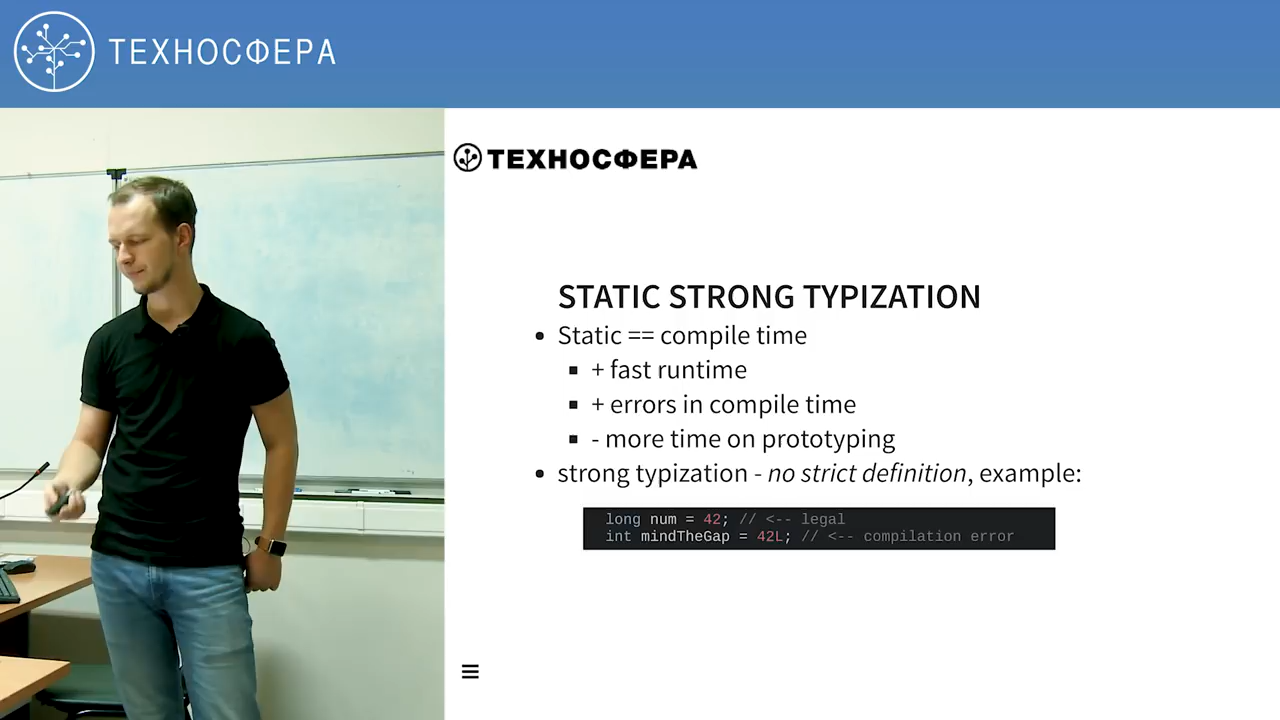 ТЕХНОСФЕРА
ТЕХНОСФЕРА
STATIC STRONG TYPIZATION
• Static == compile time
▪ + fast runtime
▪ + errors in compile time
▪ - more time on prototyping
• strong typization - no strict definition, example:
long num = 42; // <-- legal
int mindTheGap = 42L; // <-- compilation error